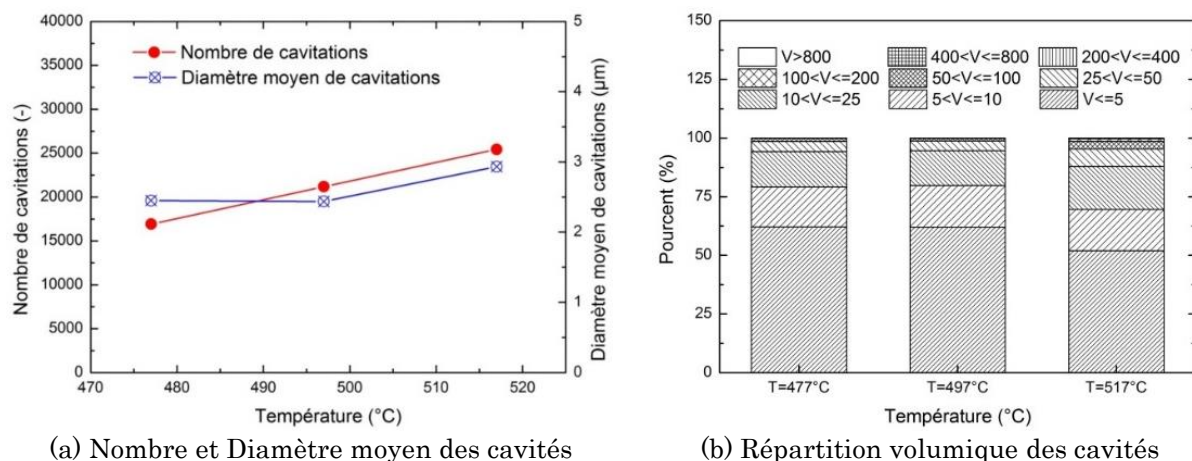 40000
35000
30000
25000
20000
15000
10000
5000
0
Nombre de cavitations (-)
Nombre de cavitations
Diamètre moyen de cavitations
5
4
3
2
1
0
Diamètre moyen de cavitations (µm)
470 480 490 500 510 520
Température (°C)
(a) Nombre et Diamètre moyen des cavités
150
125
100
75
50
25
0
Pourcent (%)
V>800 400<V<=800 200<V<=400
100<V<=200 50<V<=100 25<V<=50
10<V<=25 5<V<=10 V<=5
T=477°C T=497°C T=517°C
Température (°C)
(b) Répartition volumique des cavités